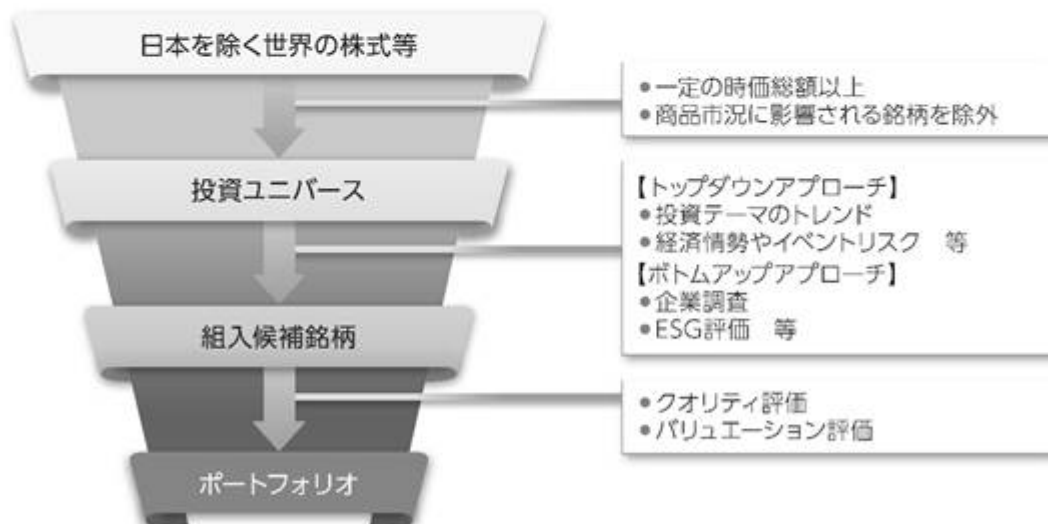 日本を除く世界の株式等
●一定の時価総額以上
●商品市況に影響される銘柄を除外
投資ユニバース
【トップダウンアプローチ】
●投資テーマのトレンド
●経済情勢やイベントリスク　等
【ボトムアップアプローチ】
●企業調査
●ESG評価　等
組入候補銘柄
●クオリティ評価
●バリュエーション評価
ポートフォリオ